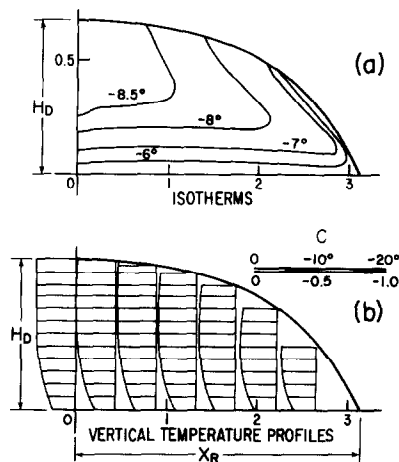 (a)
0.5
H_D
-8.5°
-8°
-7°
-6°
0
1
2
3
ISOTHERMS
C
0 -10° -20°
0 -0.5 -1.0
(b)
H_D
0
1
2
3
VERTICAL TEMPERATURE PROFILES
X_R